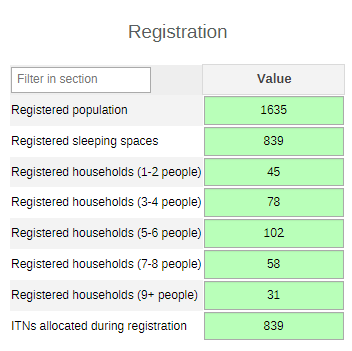 Registration
Filter in section
Value
Registered population 1635
Registered sleeping spaces 839
Registered households (1-2 people) 45
Registered households (3-4 people) 78
Registered households (5-6 people) 102
Registered households (7-8 people) 58
Registered households (9+ people) 31
ITNs allocated during registration 839